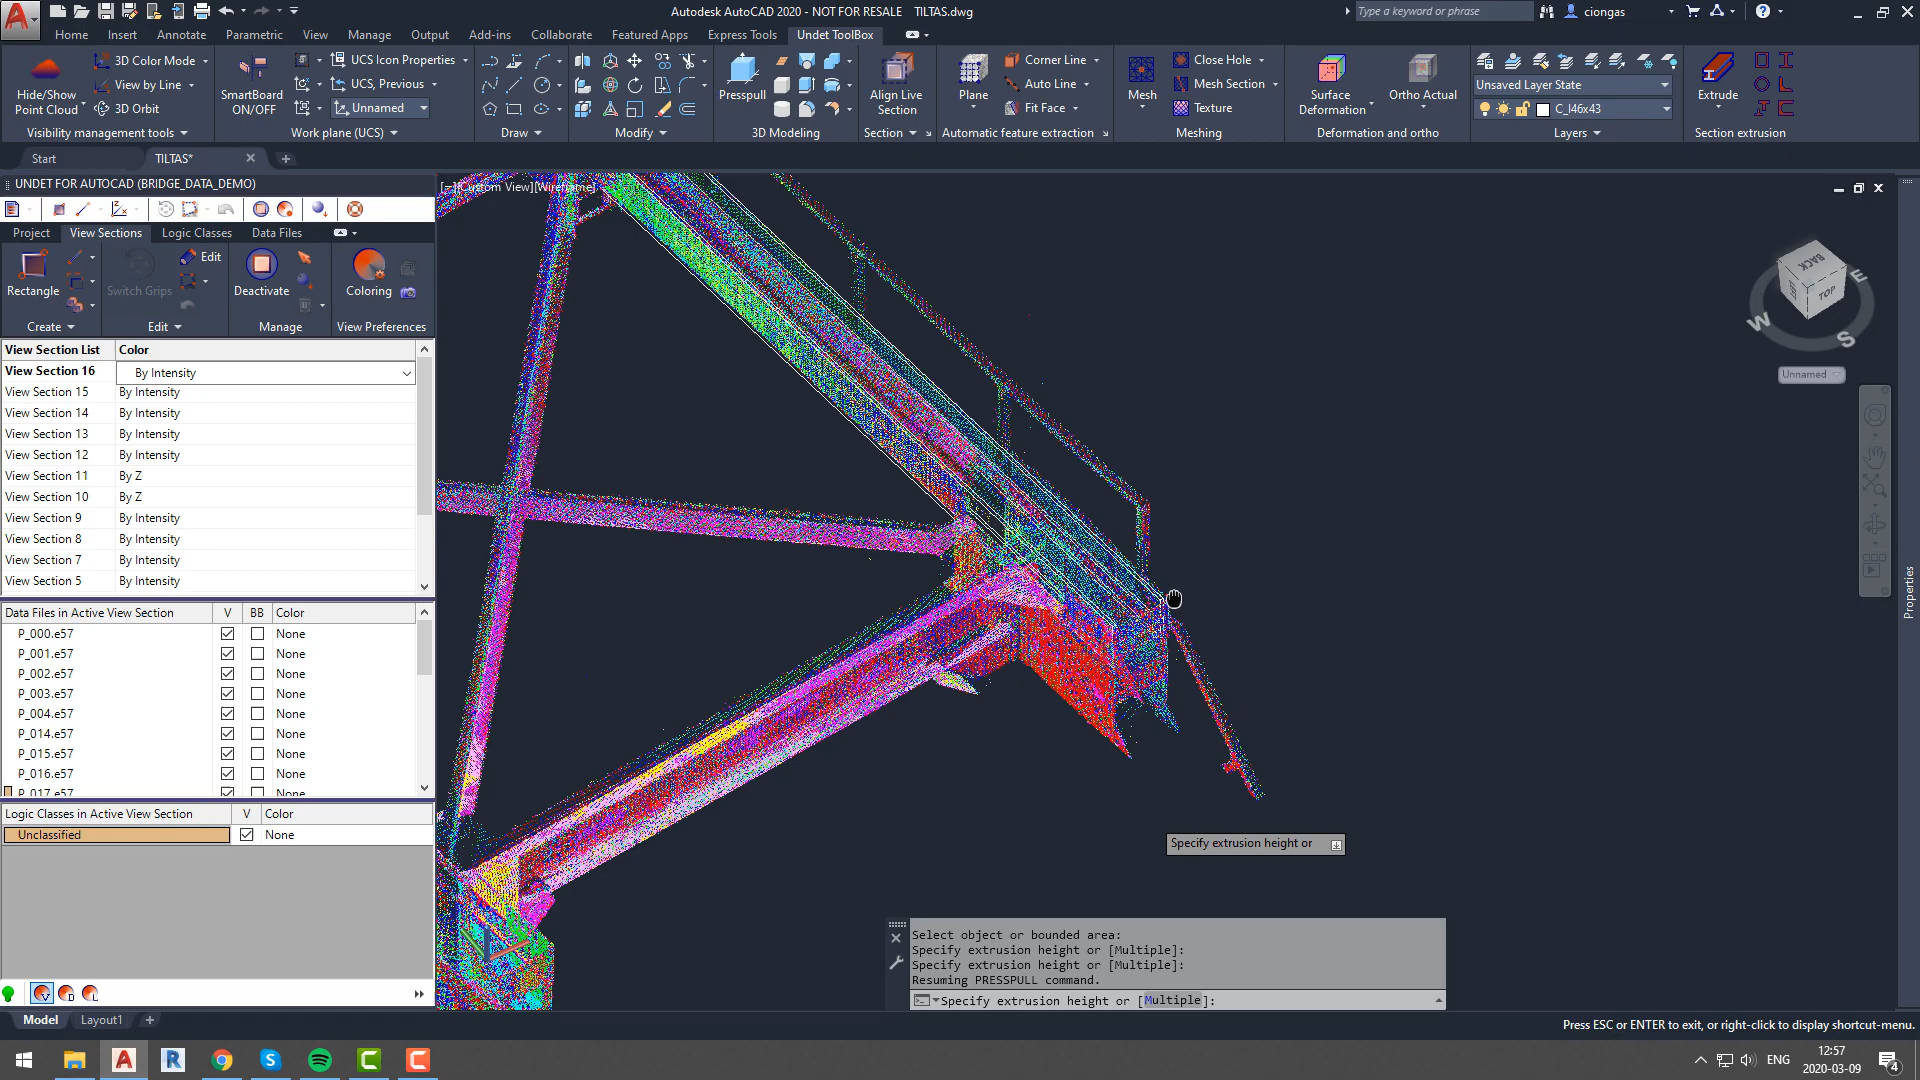 Autodesk AutoCAD 2020 - NOT FOR RESALE TILTAS.dwg
Type a keyword or phrase
ciongas
Home Insert Annotate Parametric View Manage Output Add-ins Collaborate Featured Apps Express Tools Undet ToolBox
Hide/Show
Point Cloud
3D Color Mode
View by Line
3D Orbit
Visibility management tools
SmartBoard
ON/OFF
UCS Icon Properties
UCS, Previous
Unnamed
Work plane (UCS)
Draw
Modify
Presspull
3D Modeling
Align Live
Section
Section
Plane
Corner Line
Auto Line
Fit Face
Automatic feature extraction
Mesh
Close Hole
Mesh Section
Texture
Meshing
Surface
Deformation
Ortho Actual
Deformation and ortho
Unsaved Layer State
C_I46x43
Layers
Extrude
Section extrusion
Start
TILTAS*
UNDET FOR AUTOCAD (BRIDGE_DATA_DEMO)
Project View Sections Logic Classes Data Files
Rectangle
Create
Switch Grips
Edit
Edit
Deactivate
Manage
Coloring
View Preferences
View Section List Color
View Section 16 By Intensity
View Section 15 By Intensity
View Section 14 By Intensity
View Section 13 By Intensity
View Section 12 By Intensity
View Section 11 By Z
View Section 10 By Z
View Section 9 By Intensity
View Section 8 By Intensity
View Section 7 By Intensity
View Section 5 By Intensity
Data Files in Active View Section V BB Color
P_000.e57 None
P_001.e57 None
P_002.e57 None
P_003.e57 None
P_004.e57 None
P_014.e57 None
P_015.e57 None
P_016.e57 None
P_017.e57 None
Logic Classes in Active View Section V Color
Unclassified None
[−][Custom View][Wireframe]
BACK
TOP
E
W
S
Unnamed
Properties
Specify extrusion height or
Select object or bounded area:
Specify extrusion height or [Multiple]:
Specify extrusion height or [Multiple]:
Resuming PRESSPULL command.
Specify extrusion height or [Multiple]:
Model Layout1
Press ESC or ENTER to exit, or right-click to display shortcut-menu.
ENG
12:57
2020-03-09
4